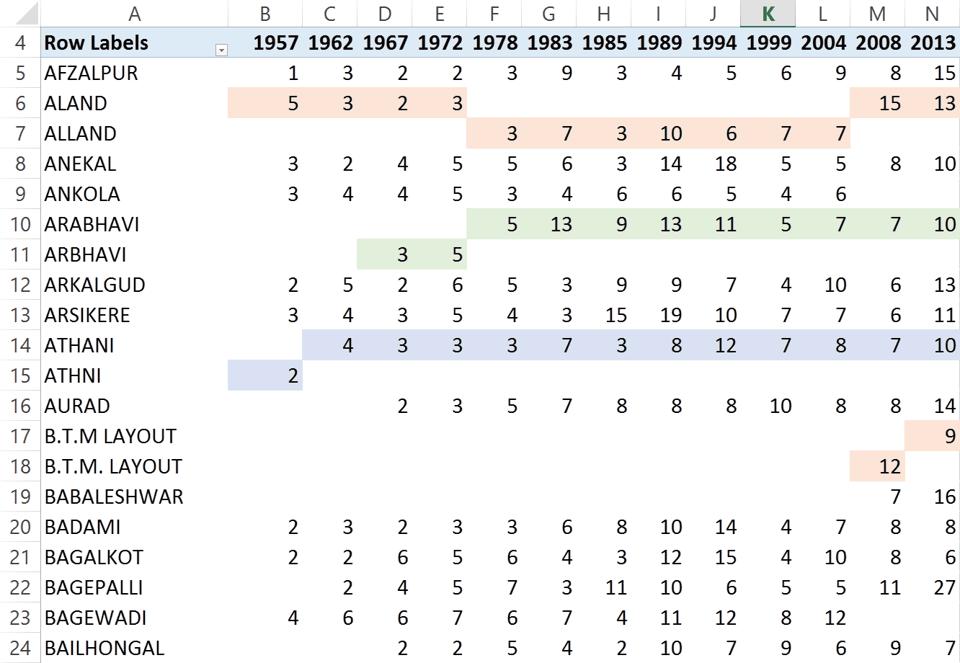 A B C D E F G H I J K L M N
4 Row Labels 1957 1962 1967 1972 1978 1983 1985 1989 1994 1999 2004 2008 2013
5 AFZALPUR 1 3 2 2 3 9 3 4 5 6 9 8 15
6 ALAND 5 3 2 3 15 13
7 ALLAND 3 7 3 10 6 7 7
8 ANEKAL 3 2 4 5 5 6 3 14 18 5 5 8 10
9 ANKOLA 3 4 4 5 3 4 6 6 5 4 6
10 ARABHAVI 5 13 9 13 11 5 7 7 10
11 ARBHAVI 3 5
12 ARKALGUD 2 5 2 6 5 3 9 9 7 4 10 6 13
13 ARSIKERE 3 4 3 5 4 3 15 19 10 7 7 6 11
14 ATHANI 4 3 3 3 7 3 8 12 7 8 7 10
15 ATHNI 2
16 AURAD 2 3 5 7 8 8 8 10 8 8 14
17 B.T.M LAYOUT 9
18 B.T.M. LAYOUT 12
19 BABALESHWAR 7 16
20 BADAMI 2 3 2 3 3 6 8 10 14 4 7 8 8
21 BAGALKOT 2 2 6 5 6 4 3 12 15 4 10 8 6
22 BAGEPALLI 2 4 5 7 3 11 10 6 5 5 11 27
23 BAGEWADI 4 6 6 7 6 7 4 11 12 8 12
24 BAILHONGAL 2 2 5 4 2 10 7 9 6 9 7